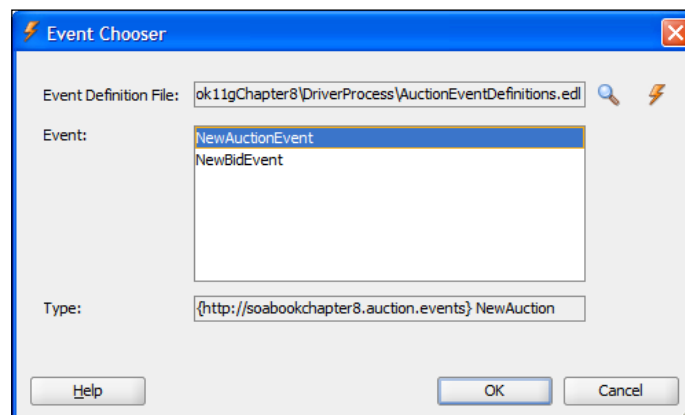 Event Chooser
Event Definition File: ok11gChapter8\DriverProcess\AuctionEventDefinitions.edl
Event: NewAuctionEvent
NewBidEvent
Type: {http://soabookchapter8.auction.events} NewAuction
Help OK Cancel